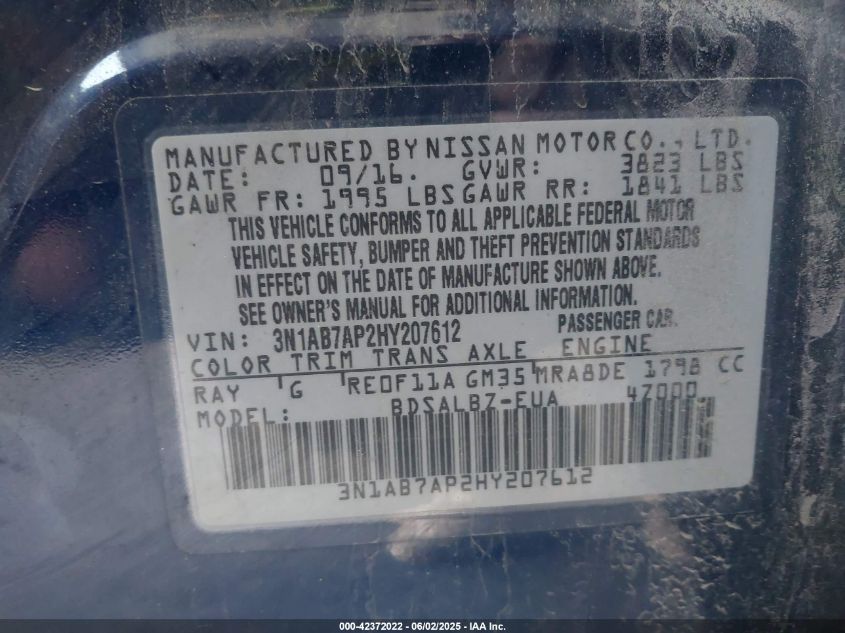 MANUFACTURED BY NISSAN MOTOR CO., LTD.
DATE: 09/16. GVWR: 3823 LBS
GAWR FR: 1995 LBS GAWR RR: 1841 LBS
THIS VEHICLE CONFORMS TO ALL APPLICABLE FEDERAL MOTOR
VEHICLE SAFETY, BUMPER AND THEFT PREVENTION STANDARDS
IN EFFECT ON THE DATE OF MANUFACTURE SHOWN ABOVE.
SEE OWNER'S MANUAL FOR ADDITIONAL INFORMATION.
VIN: 3N1AB7AP2HY207612 PASSENGER CAR.
COLOR TRIM TRANS AXLE ENGINE
RAY G RE0F11A GM35 MRA8DE 1798 CC
MODEL: BDSALBZ-EUA 4Z000.
3N1AB7AP2HY207612
000-42372022 - 06/02/2025 - IAA Inc.